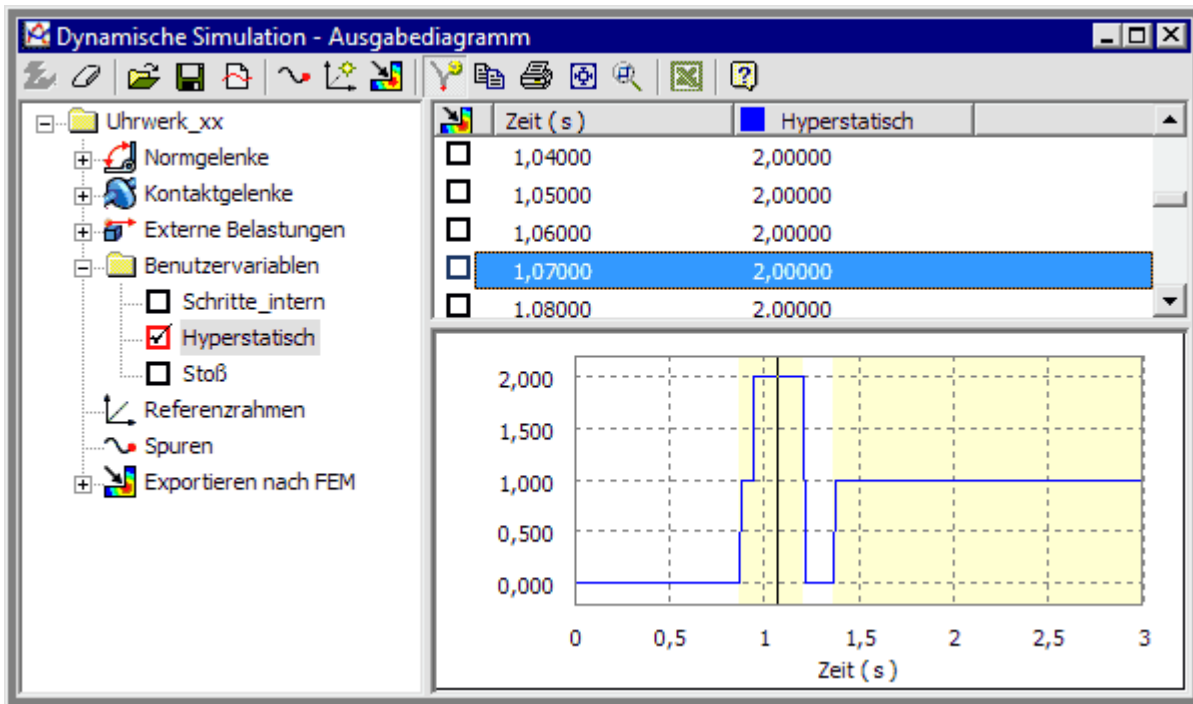 Dynamische Simulation - Ausgabediagramm
Uhrwerk_xx
Normgelenke
Kontaktgelenke
Externe Belastungen
Benutzervariablen
Schritte_intern
Hyperstatisch
Stoß
Referenzrahmen
Spuren
Exportieren nach FEM
Zeit ( s ) Hyperstatisch
1,04000 2,00000
1,05000 2,00000
1,06000 2,00000
1,07000 2,00000
1,08000 2,00000
2,000
1,500
1,000
0,500
0,000
0 0,5 1 1,5 2 2,5 3
Zeit ( s )